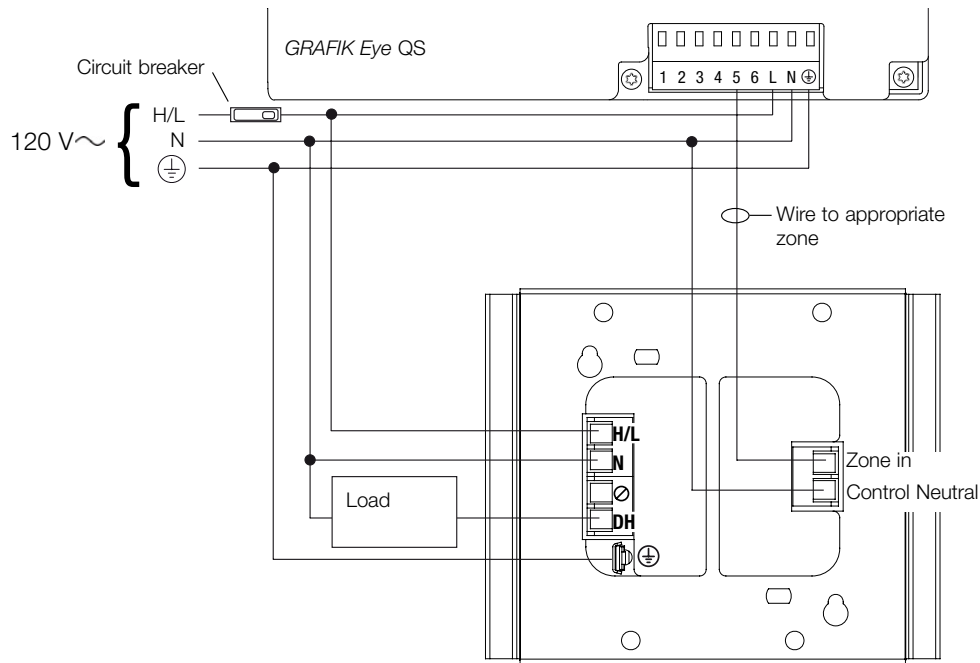 GRAFIK Eye QS
Circuit breaker
1 2 3 4 5 6 L N
H/L
120 V~
N
Wire to appropriate
zone
H/L
N
Zone in
Load
Control Neutral
DH